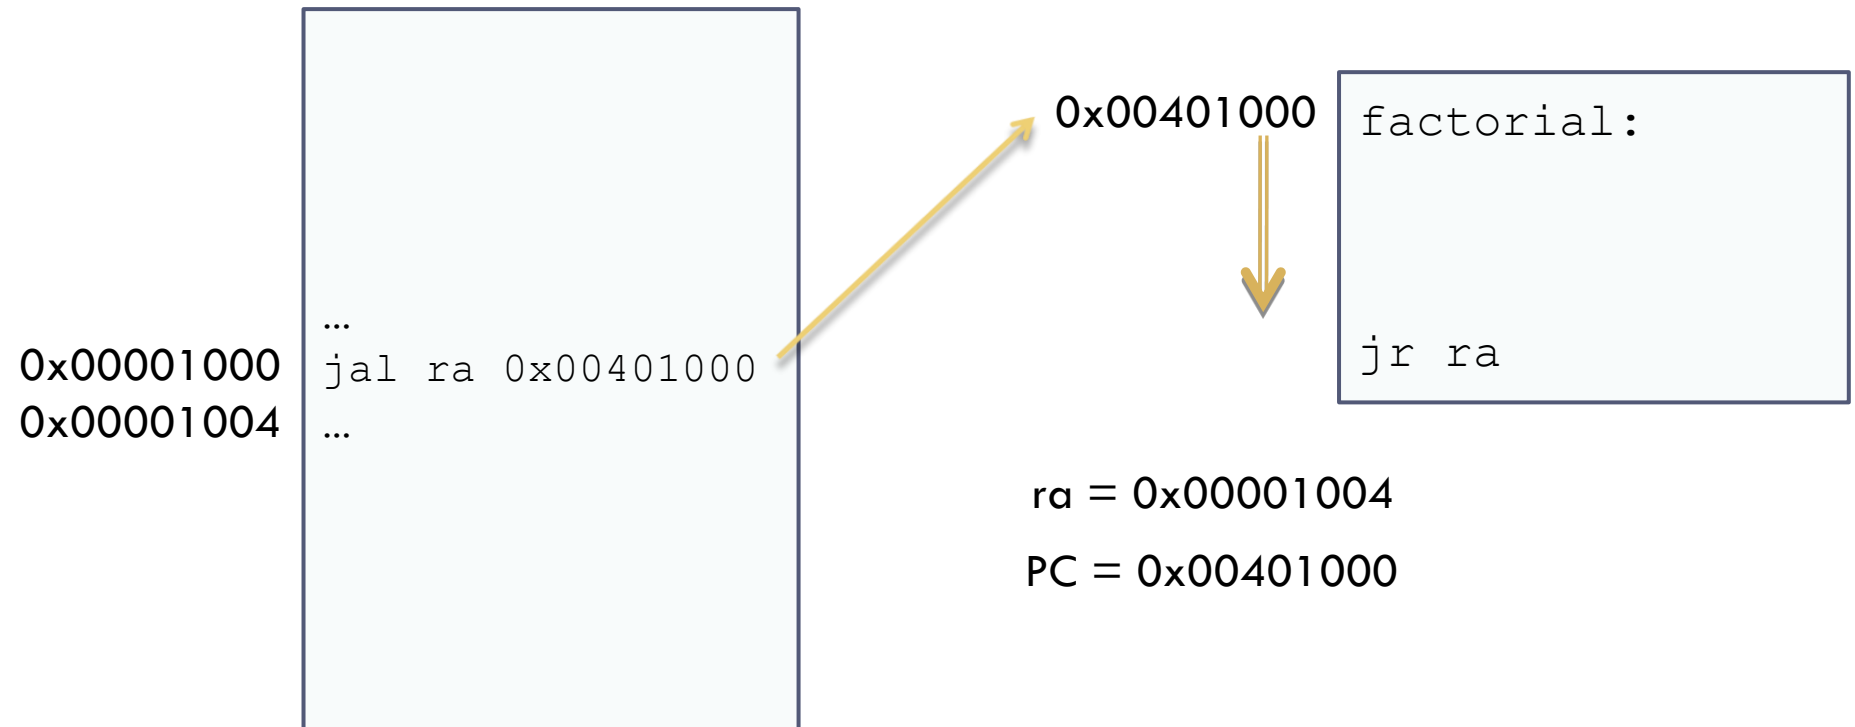 …
0x00001000 jal ra 0x00401000
0x00001004 …
0x00401000 factorial:
jr ra
ra = 0x00001004
PC = 0x00401000